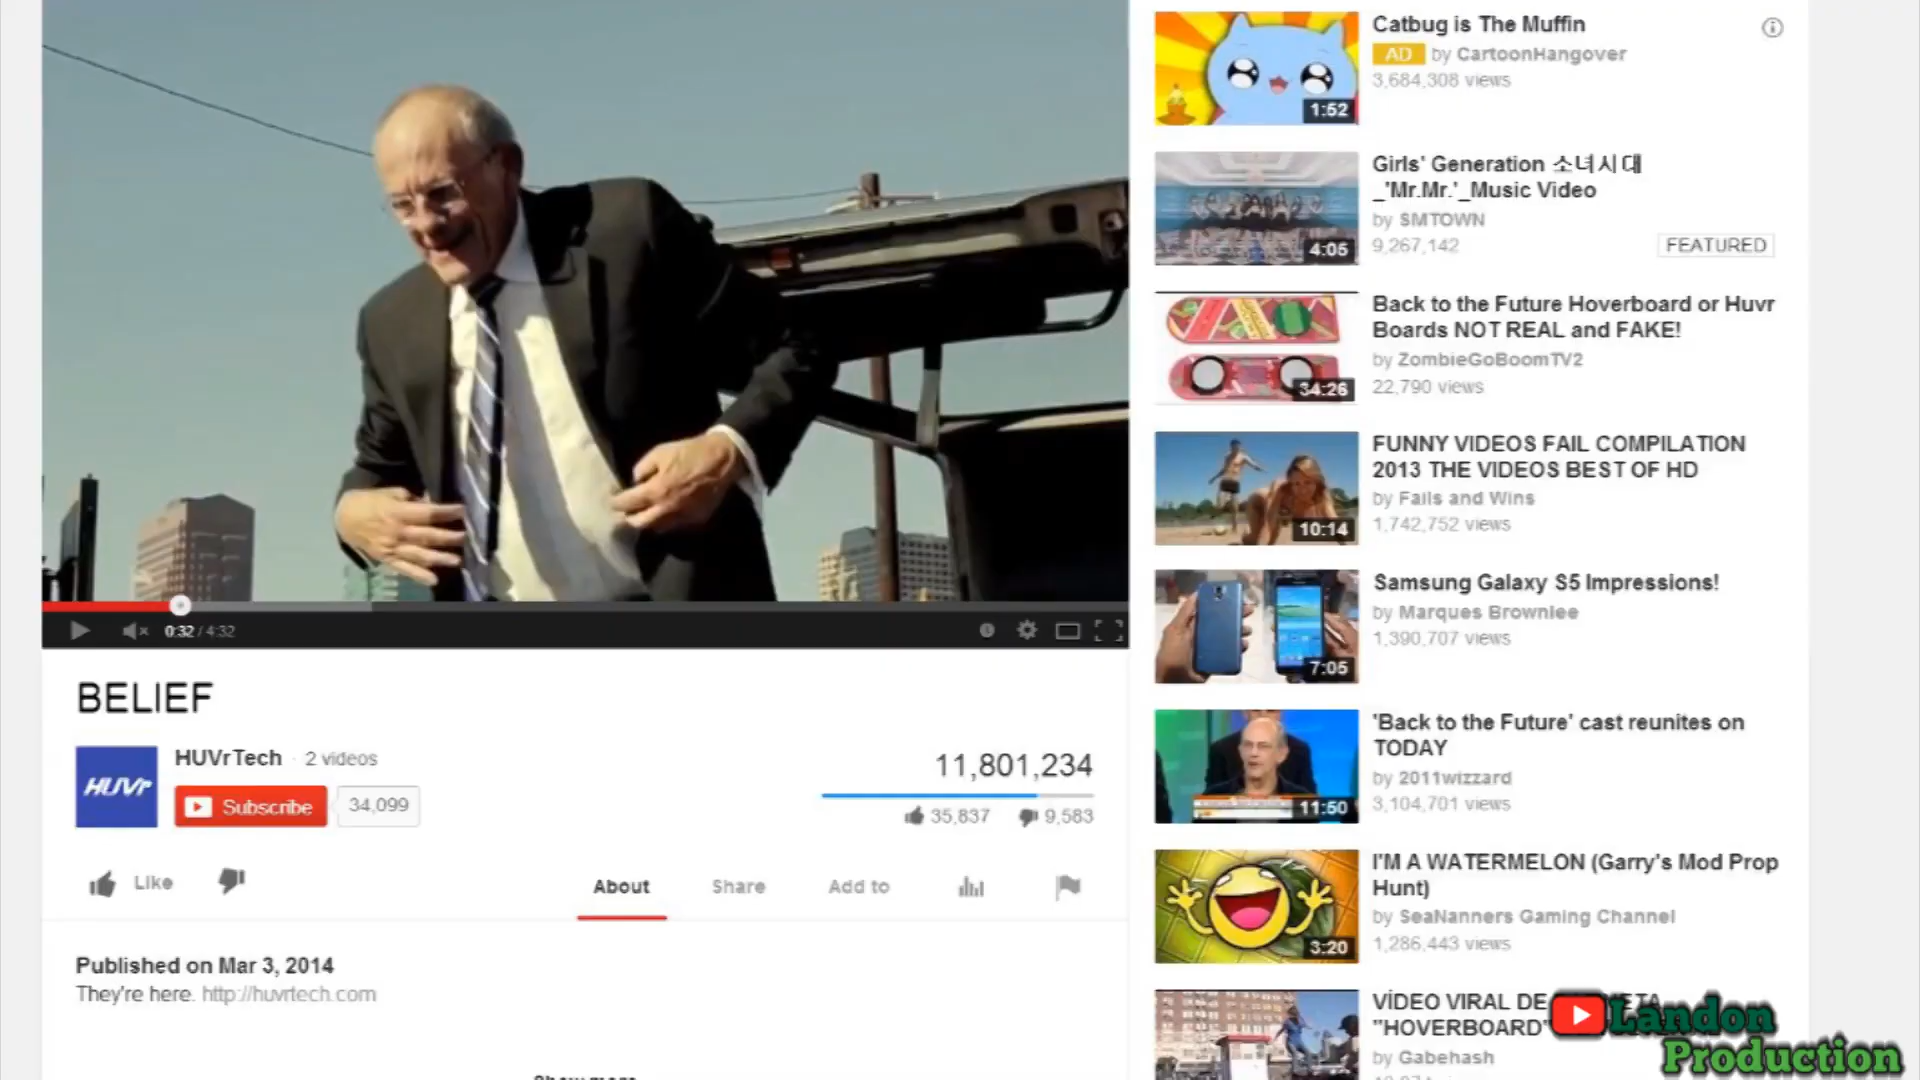 0:32 / 4:32
BELIEF
HUVr
HUVrTech · 2 videos
Subscribe
34,099
11,801,234
35,837
9,583
Like
About
Share
Add to
Published on Mar 3, 2014
They're here. http://huvrtech.com
Catbug is The Muffin
AD by CartoonHangover
3,684,308 views
1:52
Girls' Generation 소녀시대
_'Mr.Mr.'_Music Video
by SMTOWN
9,267,142
FEATURED
4:05
Back to the Future Hoverboard or Huvr
Boards NOT REAL and FAKE!
by ZombieGoBoomTV2
22,790 views
34:26
FUNNY VIDEOS FAIL COMPILATION
2013 THE VIDEOS BEST OF HD
by Fails and Wins
1,742,752 views
10:14
Samsung Galaxy S5 Impressions!
by Marques Brownlee
1,390,707 views
7:05
'Back to the Future' cast reunites on
TODAY
by 2011wizzard
3,104,701 views
11:50
I'M A WATERMELON (Garry's Mod Prop
Hunt)
by SeaNanners Gaming Channel
1,286,443 views
3:20
VÍDEO VIRAL DE
"HOVERBOARD"
by Gabehash
Landon
Production